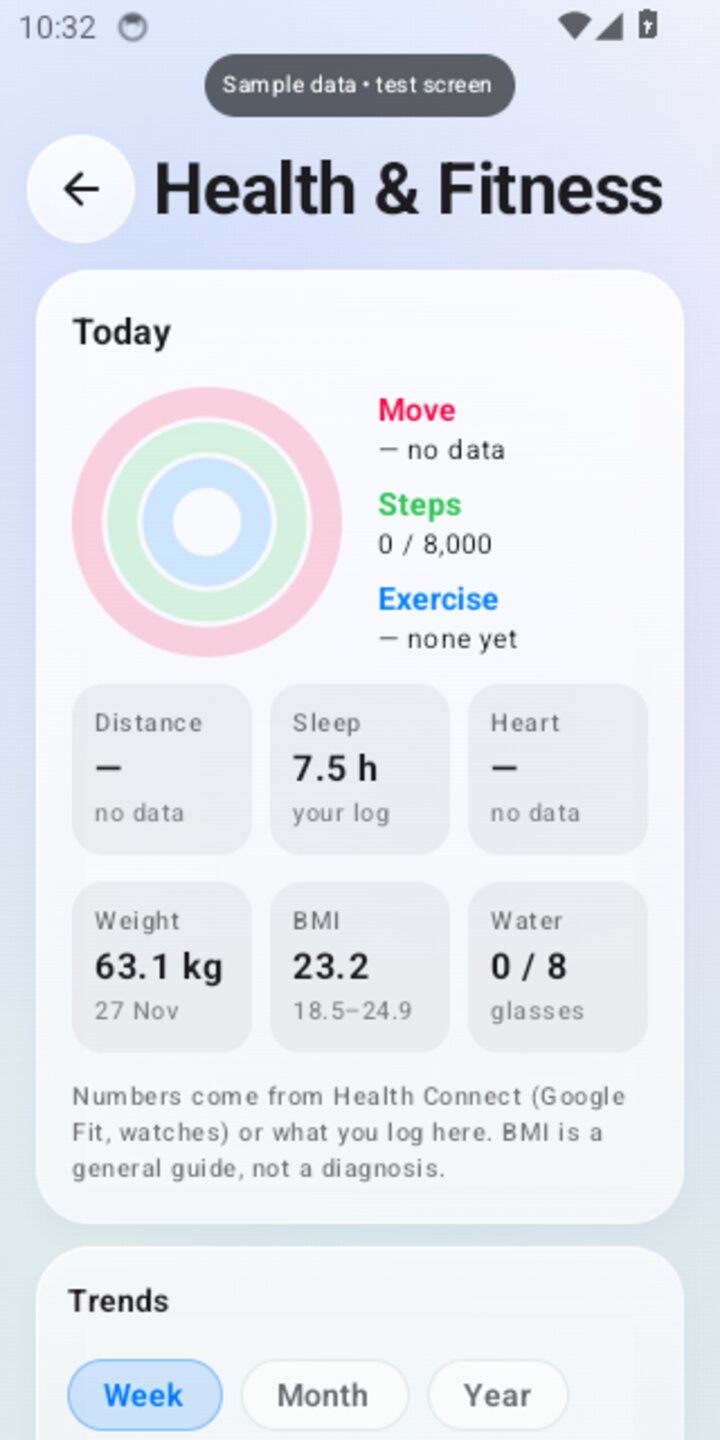 10:32
Sample data • test screen
Health & Fitness
Today
Move
— no data
Steps
0 / 8,000
Exercise
— none yet
Distance
—
no data
Sleep
7.5 h
your log
Heart
—
no data
Weight
63.1 kg
27 Nov
BMI
23.2
18.5–24.9
Water
0 / 8
glasses
Numbers come from Health Connect (Google
Fit, watches) or what you log here. BMI is a
general guide, not a diagnosis.
Trends
Week
Month
Year